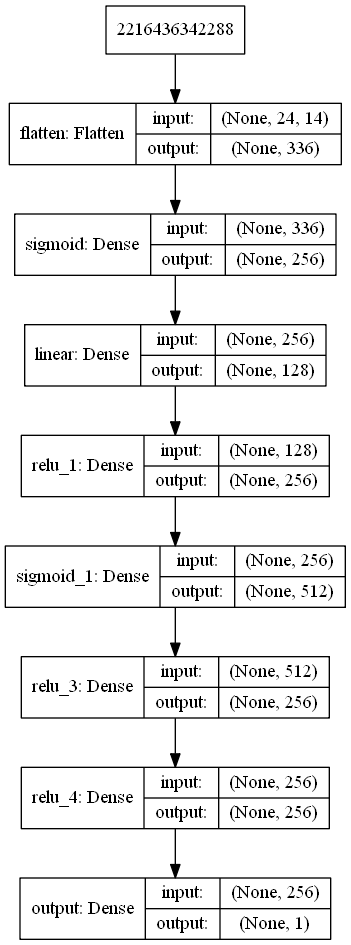 2216436342288
flatten: Flatten
input: (None, 24, 14)
output: (None, 336)
sigmoid: Dense
input: (None, 336)
output: (None, 256)
linear: Dense
input: (None, 256)
output: (None, 128)
relu_1: Dense
input: (None, 128)
output: (None, 256)
sigmoid_1: Dense
input: (None, 256)
output: (None, 512)
relu_3: Dense
input: (None, 512)
output: (None, 256)
relu_4: Dense
input: (None, 256)
output: (None, 256)
output: Dense
input: (None, 256)
output: (None, 1)